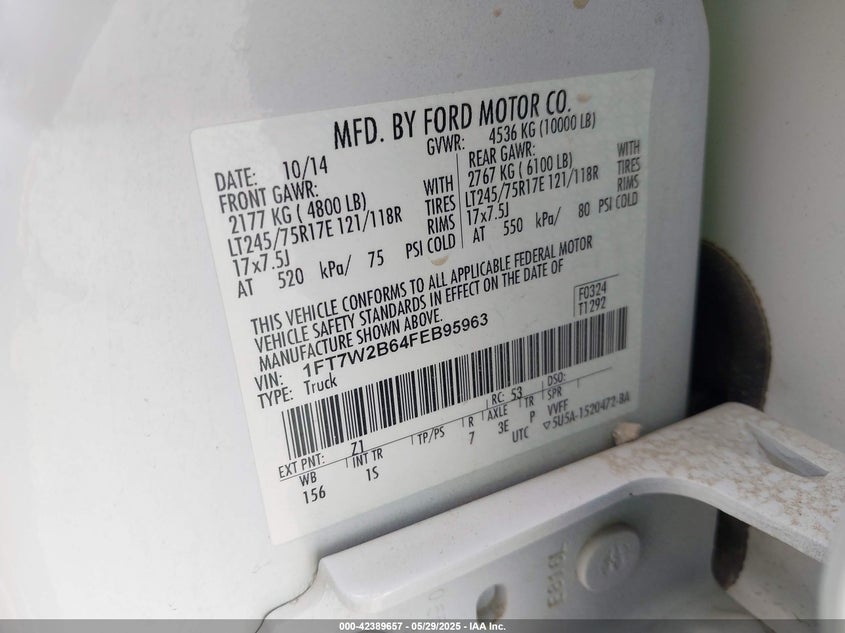 MFD. BY FORD MOTOR CO.
DATE: 10/14
GVWR: 4536 KG (10000 LB)
FRONT GAWR:
2177 KG ( 4800 LB)
WITH
LT245/75R17E 121/118R
TIRES
17x7.5J
RIMS
AT 520 kPa/ 75 PSI COLD
REAR GAWR:
2767 KG ( 6100 LB)
WITH
LT245/75R17E 121/118R
TIRES
17x7.5J
RIMS
AT 550 kPa/ 80 PSI COLD
THIS VEHICLE CONFORMS TO ALL APPLICABLE FEDERAL MOTOR
VEHICLE SAFETY STANDARDS IN EFFECT ON THE DATE OF
MANUFACTURE SHOWN ABOVE.
F0324
T1292
VIN: 1FT7W2B64FEB95963
TYPE: Truck
EXT PNT: Z1
RC: 53
DSO:
WB
INT TR
TP/PS
R
AXLE
TR
SPR
156
1S
7
3E
P
VVFF
UTC
5U5A-1520472-BA
000-42389657 - 05/29/2025 - IAA Inc.